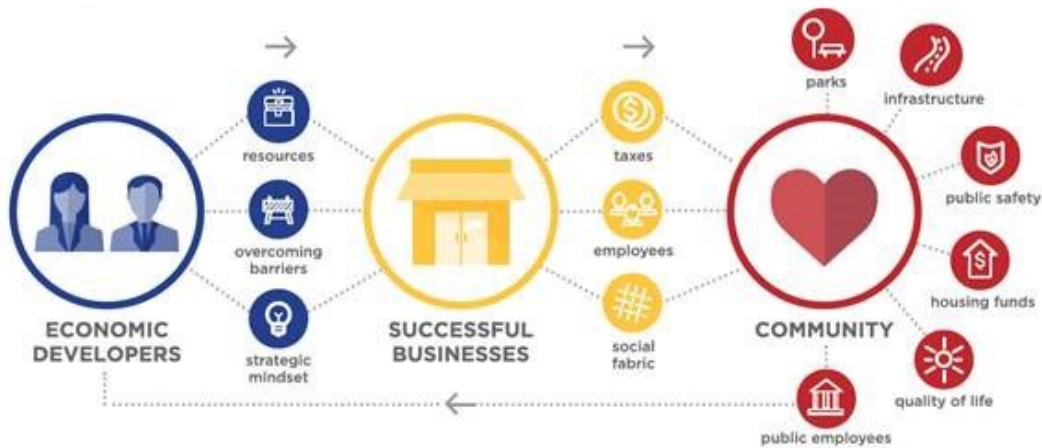 parks
infrastructure
resources
taxes
public safety
overcoming
barriers
employees
housing funds
ECONOMIC
DEVELOPERS
strategic
mindset
SUCCESSFUL
BUSINESSES
social
fabric
COMMUNITY
quality of life
public employees